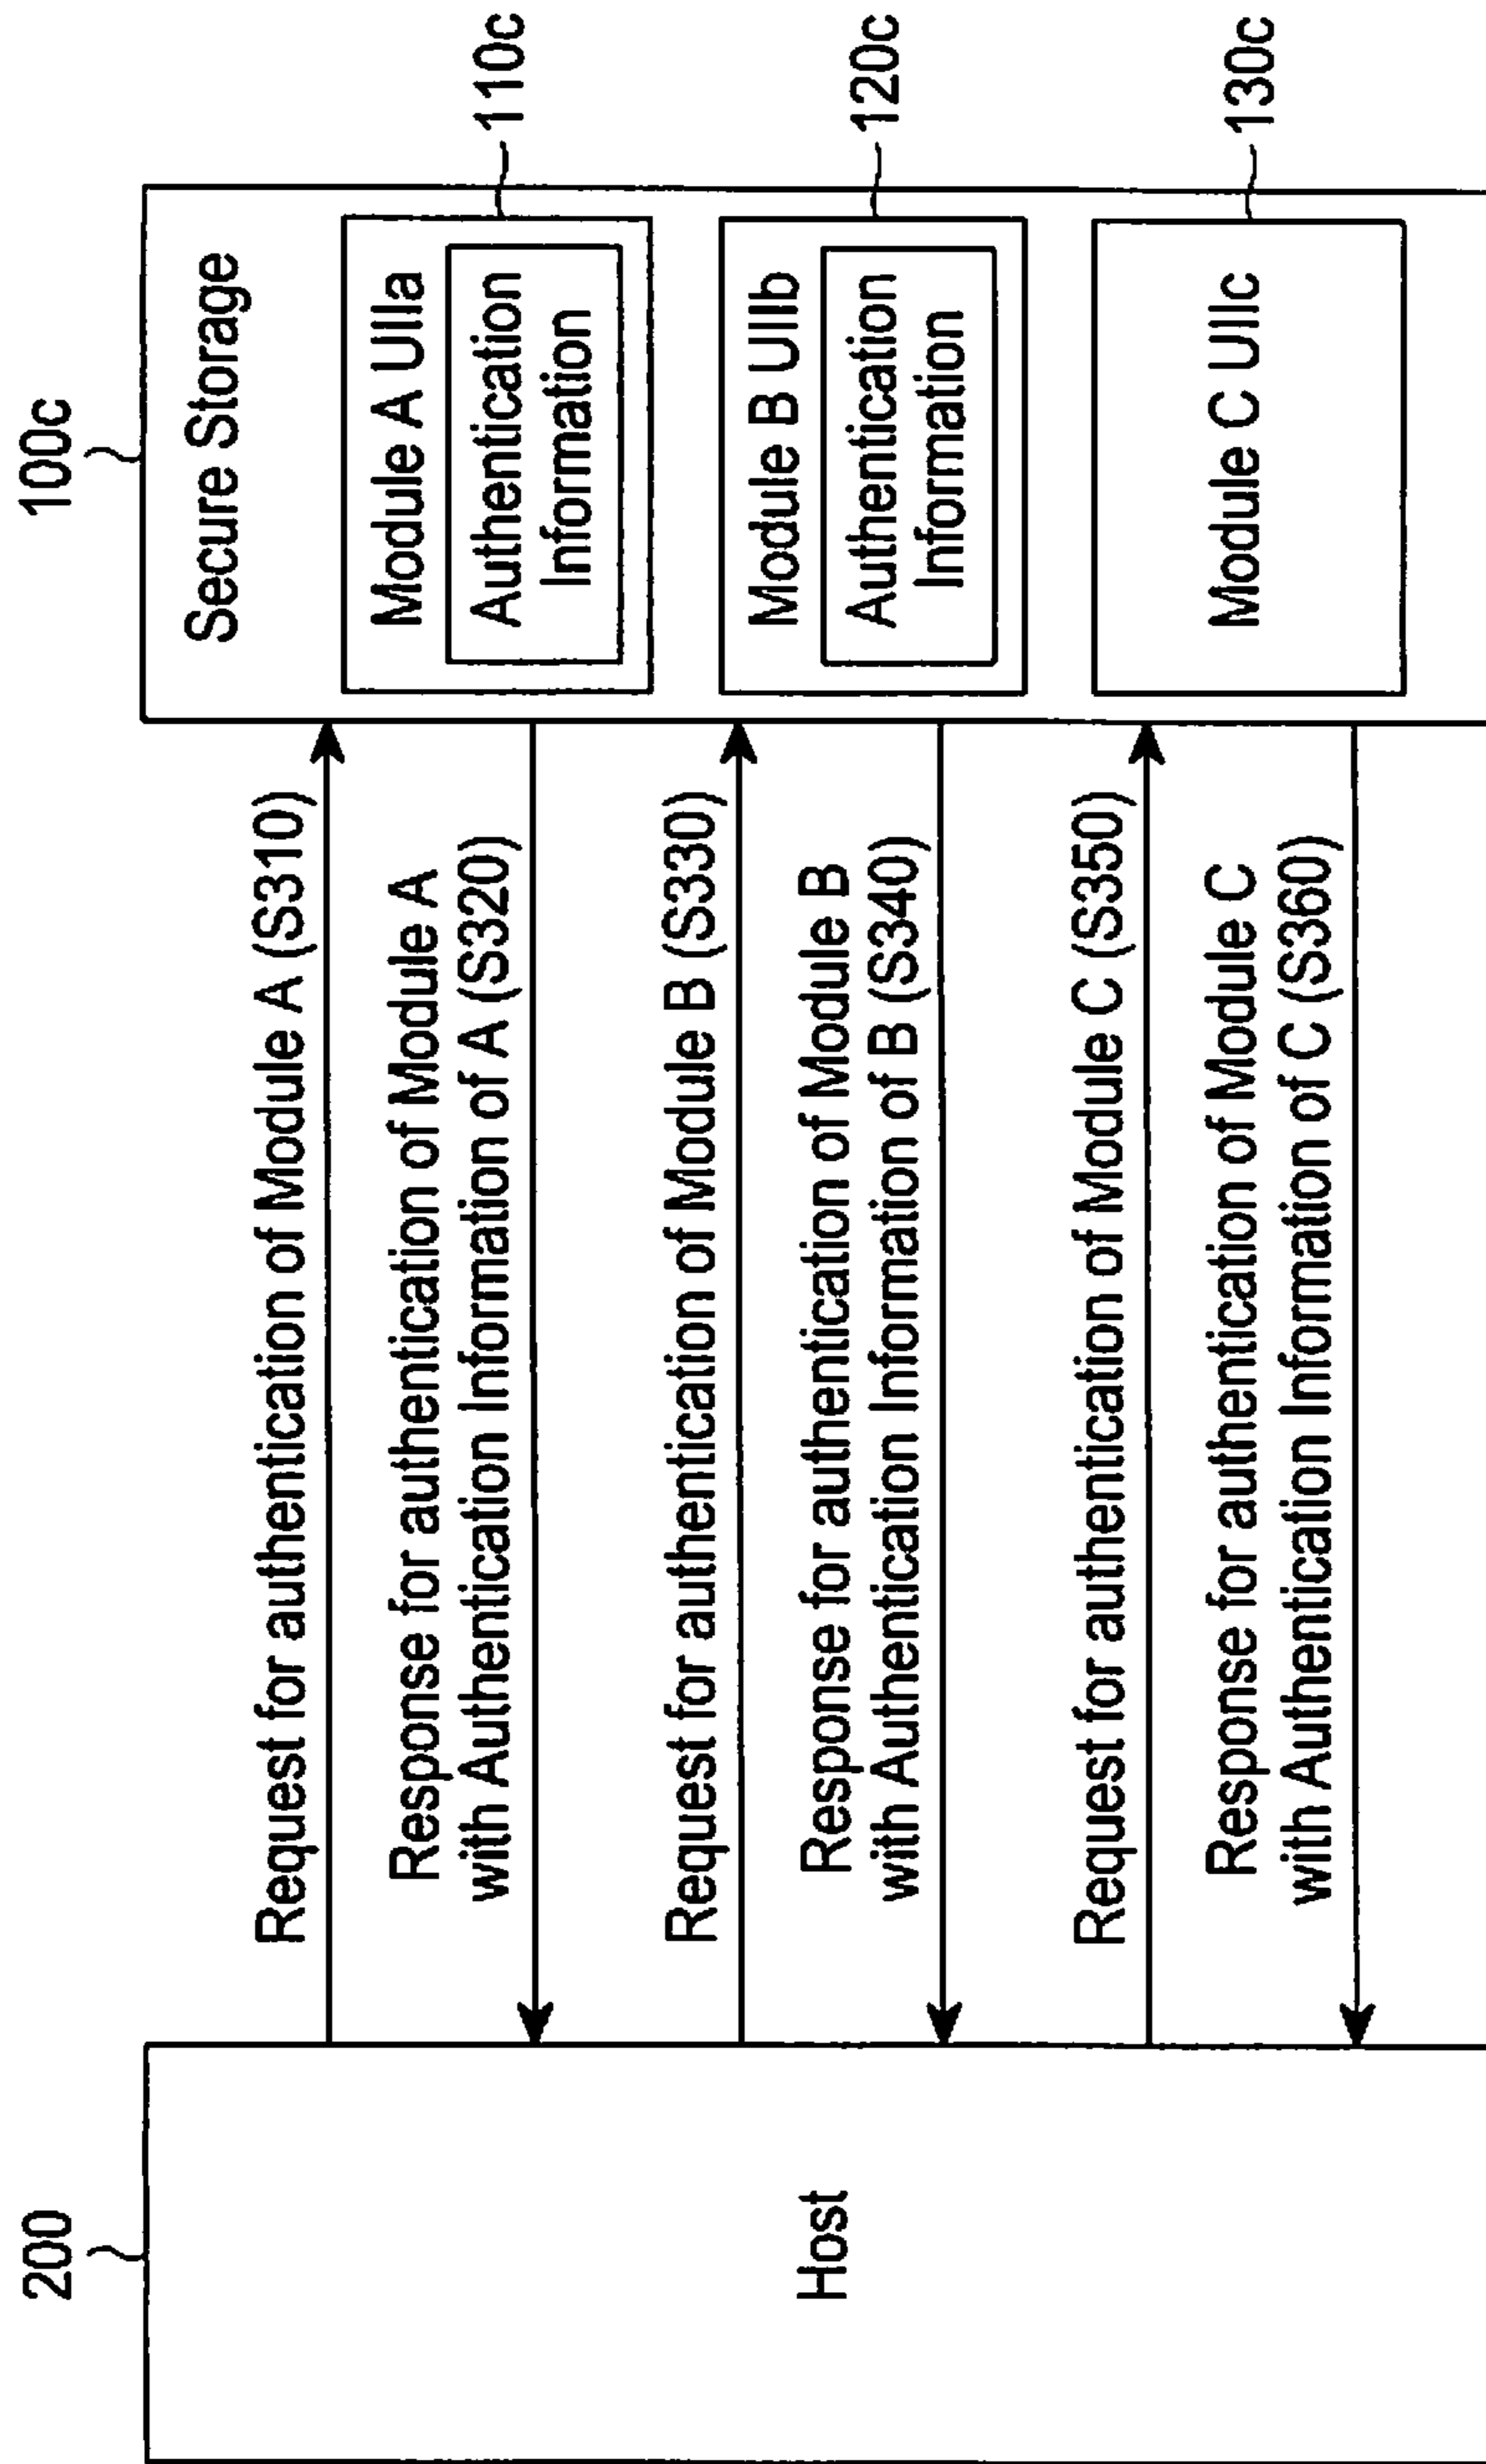 200
100c
Host
Request for authentication of Module A (S310)
Response for authentication of Module A
with Authentication Information of A (S320)
Request for authentication of Module B (S330)
Response for authentication of Module B
with Authentication Information of B (S340)
Request for authentication of Module C (S350)
Response for authentication of Module C
with Authentication Information of C (S360)
Secure Storage
Module A UIIa
Authentication
Information
110c
Module B UIIb
Authentication
Information
120c
Module C UIIc
130c